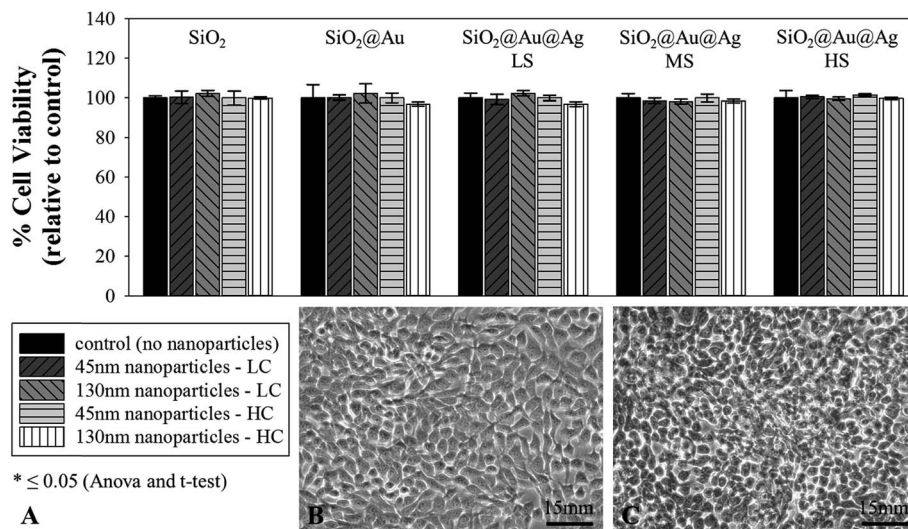 % Cell Viability
(relative to control)
140
120
100
80
60
40
20
0
SiO₂
SiO₂@Au
SiO₂@Au@Ag
LS
SiO₂@Au@Ag
MS
SiO₂@Au@Ag
HS
control (no nanoparticles)
45nm nanoparticles - LC
130nm nanoparticles - LC
45nm nanoparticles - HC
130nm nanoparticles - HC
* ≤ 0.05 (Anova and t-test)
A
B
15mm
C
15mm